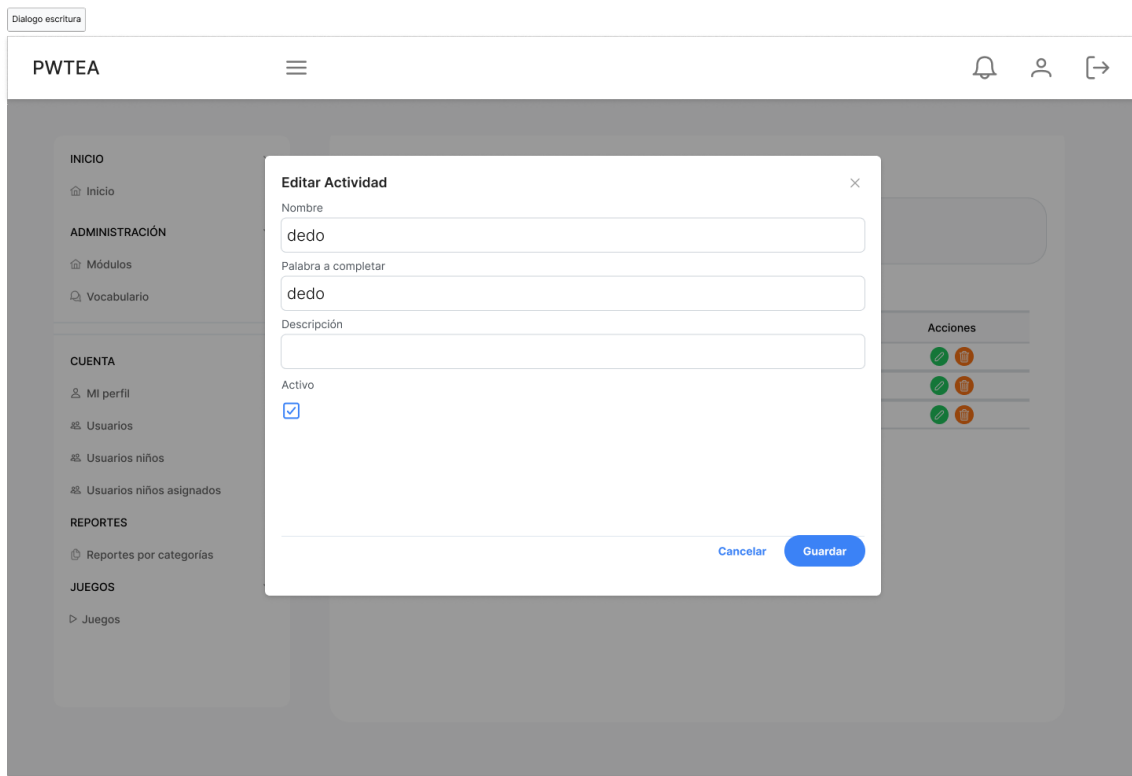 Dialogo escritura
PWTEA
INICIO
Inicio
ADMINISTRACIÓN
Módulos
Vocabulario
CUENTA
MI perfil
Usuarios
Usuarios niños
Usuarios niños asignados
REPORTES
Reportes por categorías
JUEGOS
Juegos
Editar Actividad
Nombre
dedo
Palabra a completar
dedo
Descripción
Activo
Cancelar
Guardar
Acciones